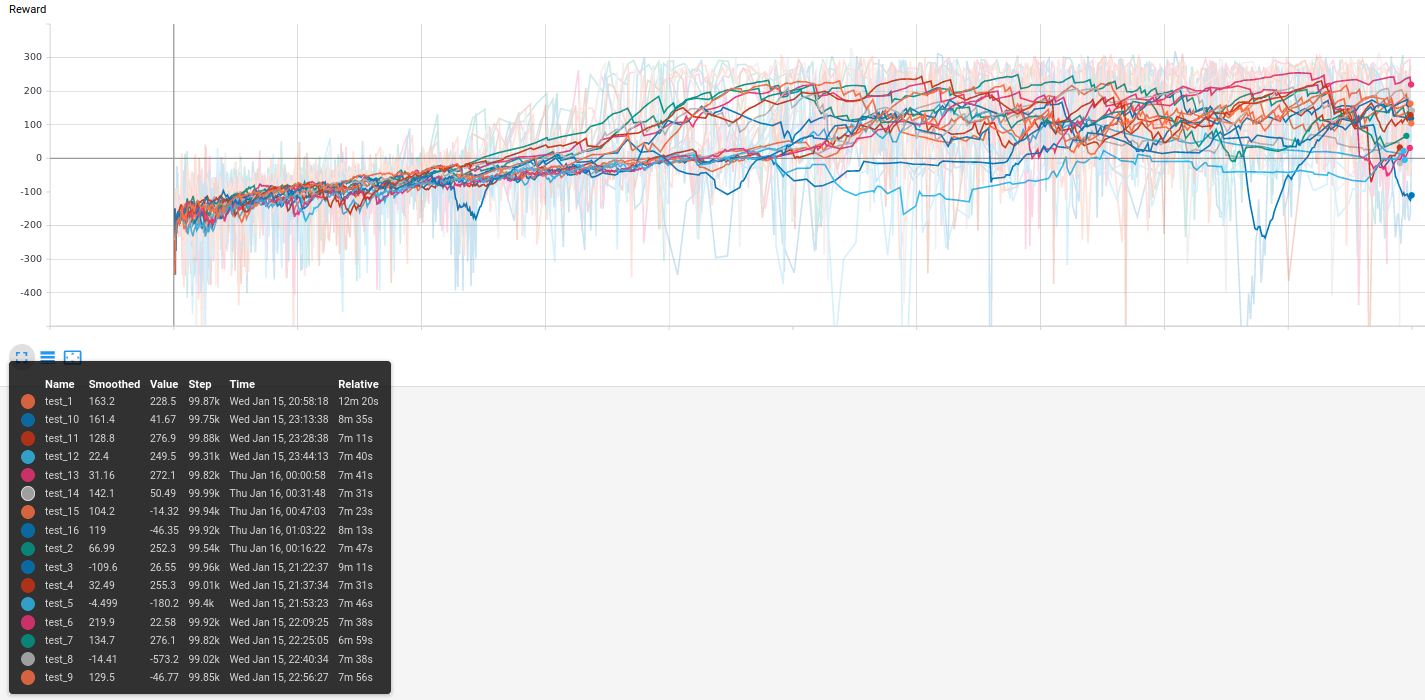 Reward
300
200
100
0
-100
-200
-300
-400
Name Smoothed Value Step Time Relative
test_1 163.2 228.5 99.87k Wed Jan 15, 20:58:18 12m 20s
test_10 161.4 41.67 99.75k Wed Jan 15, 23:13:38 8m 35s
test_11 128.8 276.9 99.88k Wed Jan 15, 23:28:38 7m 11s
test_12 22.4 249.5 99.31k Wed Jan 15, 23:44:13 7m 40s
test_13 31.16 272.1 99.82k Thu Jan 16, 00:00:58 7m 41s
test_14 142.1 50.49 99.99k Thu Jan 16, 00:31:48 7m 31s
test_15 104.2 -14.32 99.94k Thu Jan 16, 00:47:03 7m 23s
test_16 119 -46.35 99.92k Thu Jan 16, 01:03:22 8m 13s
test_2 66.99 252.3 99.54k Thu Jan 16, 00:16:22 7m 47s
test_3 -109.6 26.55 99.96k Wed Jan 15, 21:22:37 9m 11s
test_4 32.49 255.3 99.01k Wed Jan 15, 21:37:34 7m 31s
test_5 -4.499 -180.2 99.4k Wed Jan 15, 21:53:23 7m 46s
test_6 219.9 22.58 99.92k Wed Jan 15, 22:09:25 7m 38s
test_7 134.7 276.1 99.82k Wed Jan 15, 22:25:05 6m 59s
test_8 -14.41 -573.2 99.02k Wed Jan 15, 22:40:34 7m 38s
test_9 129.5 -46.77 99.85k Wed Jan 15, 22:56:27 7m 56s